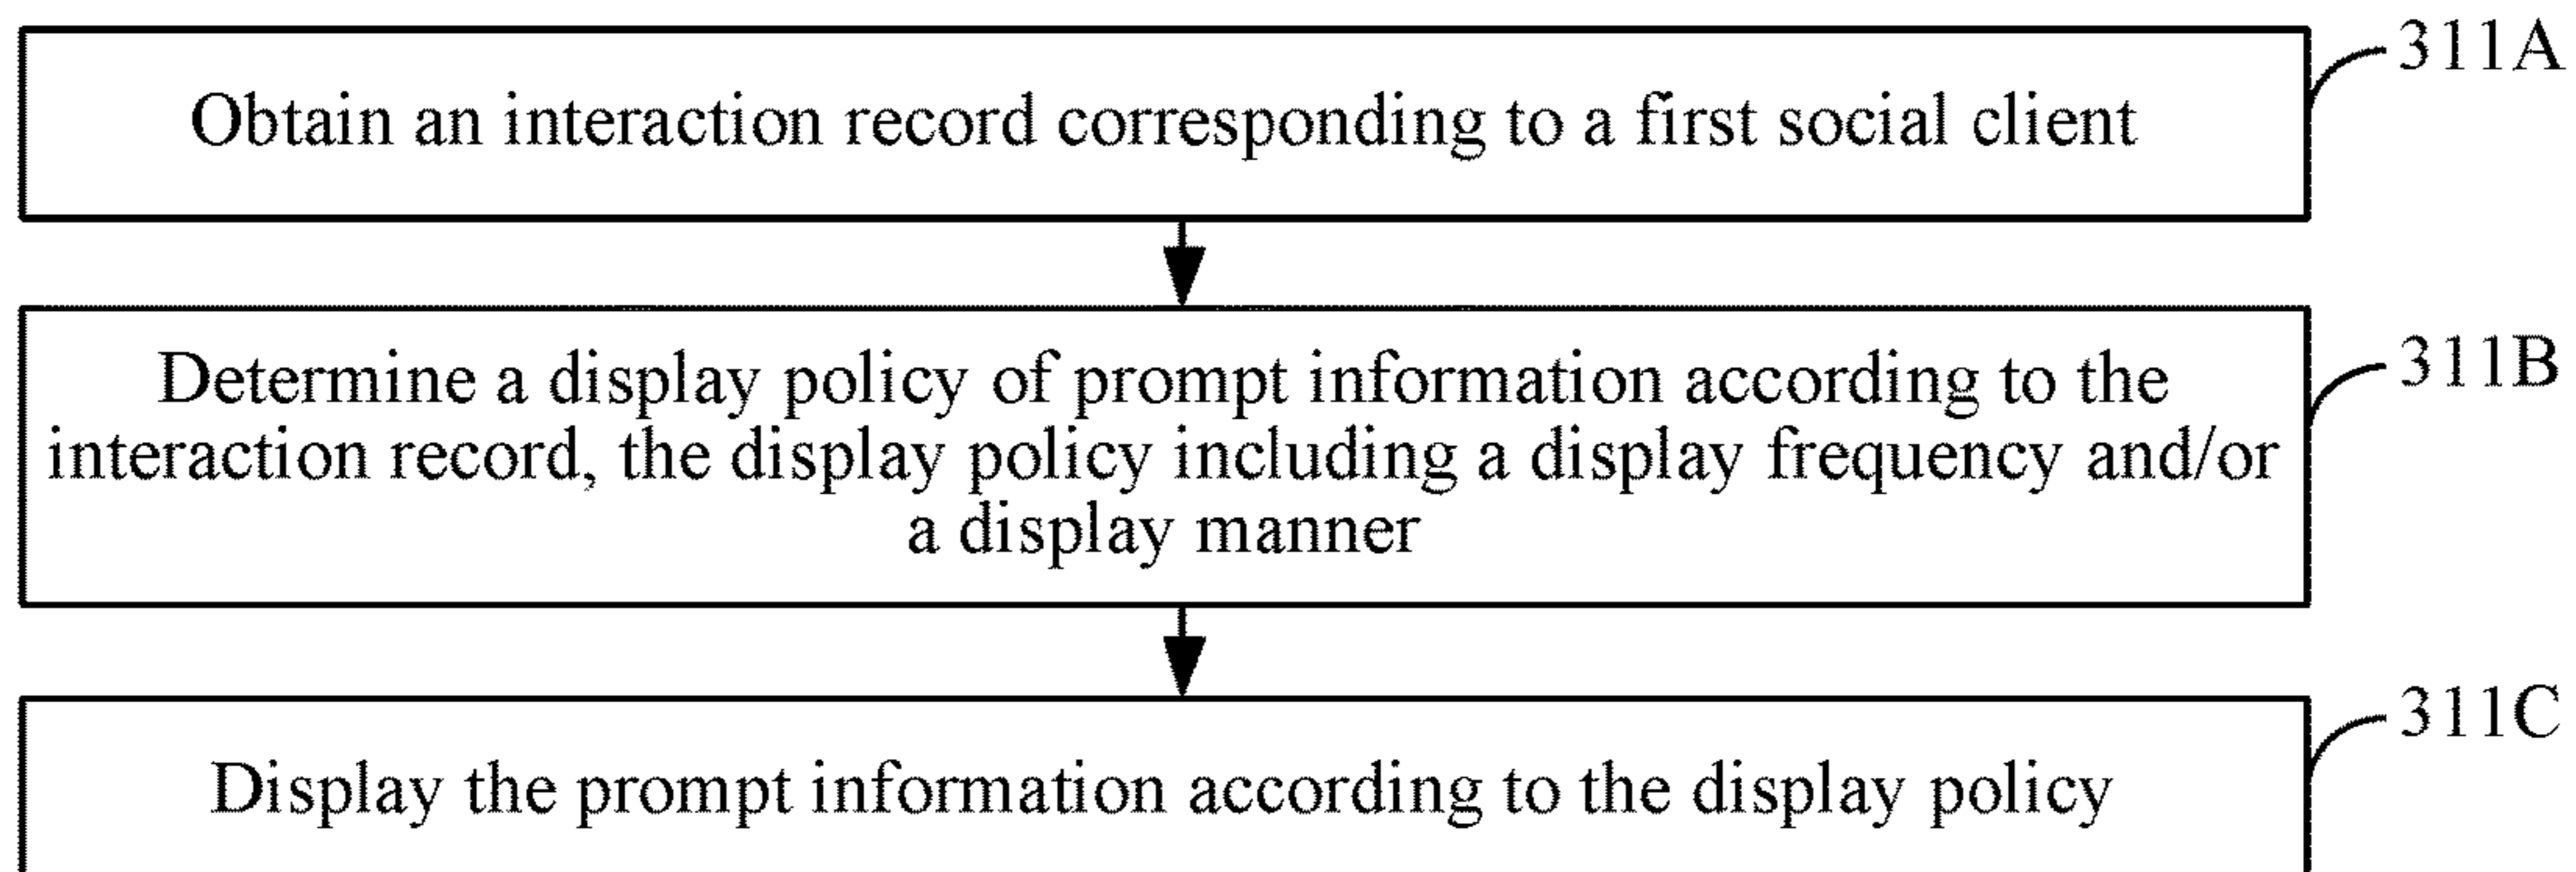 311A
Obtain an interaction record corresponding to a first social client
311B
Determine a display policy of prompt information according to the
interaction record, the display policy including a display frequency and/or
a display manner
311C
Display the prompt information according to the display policy